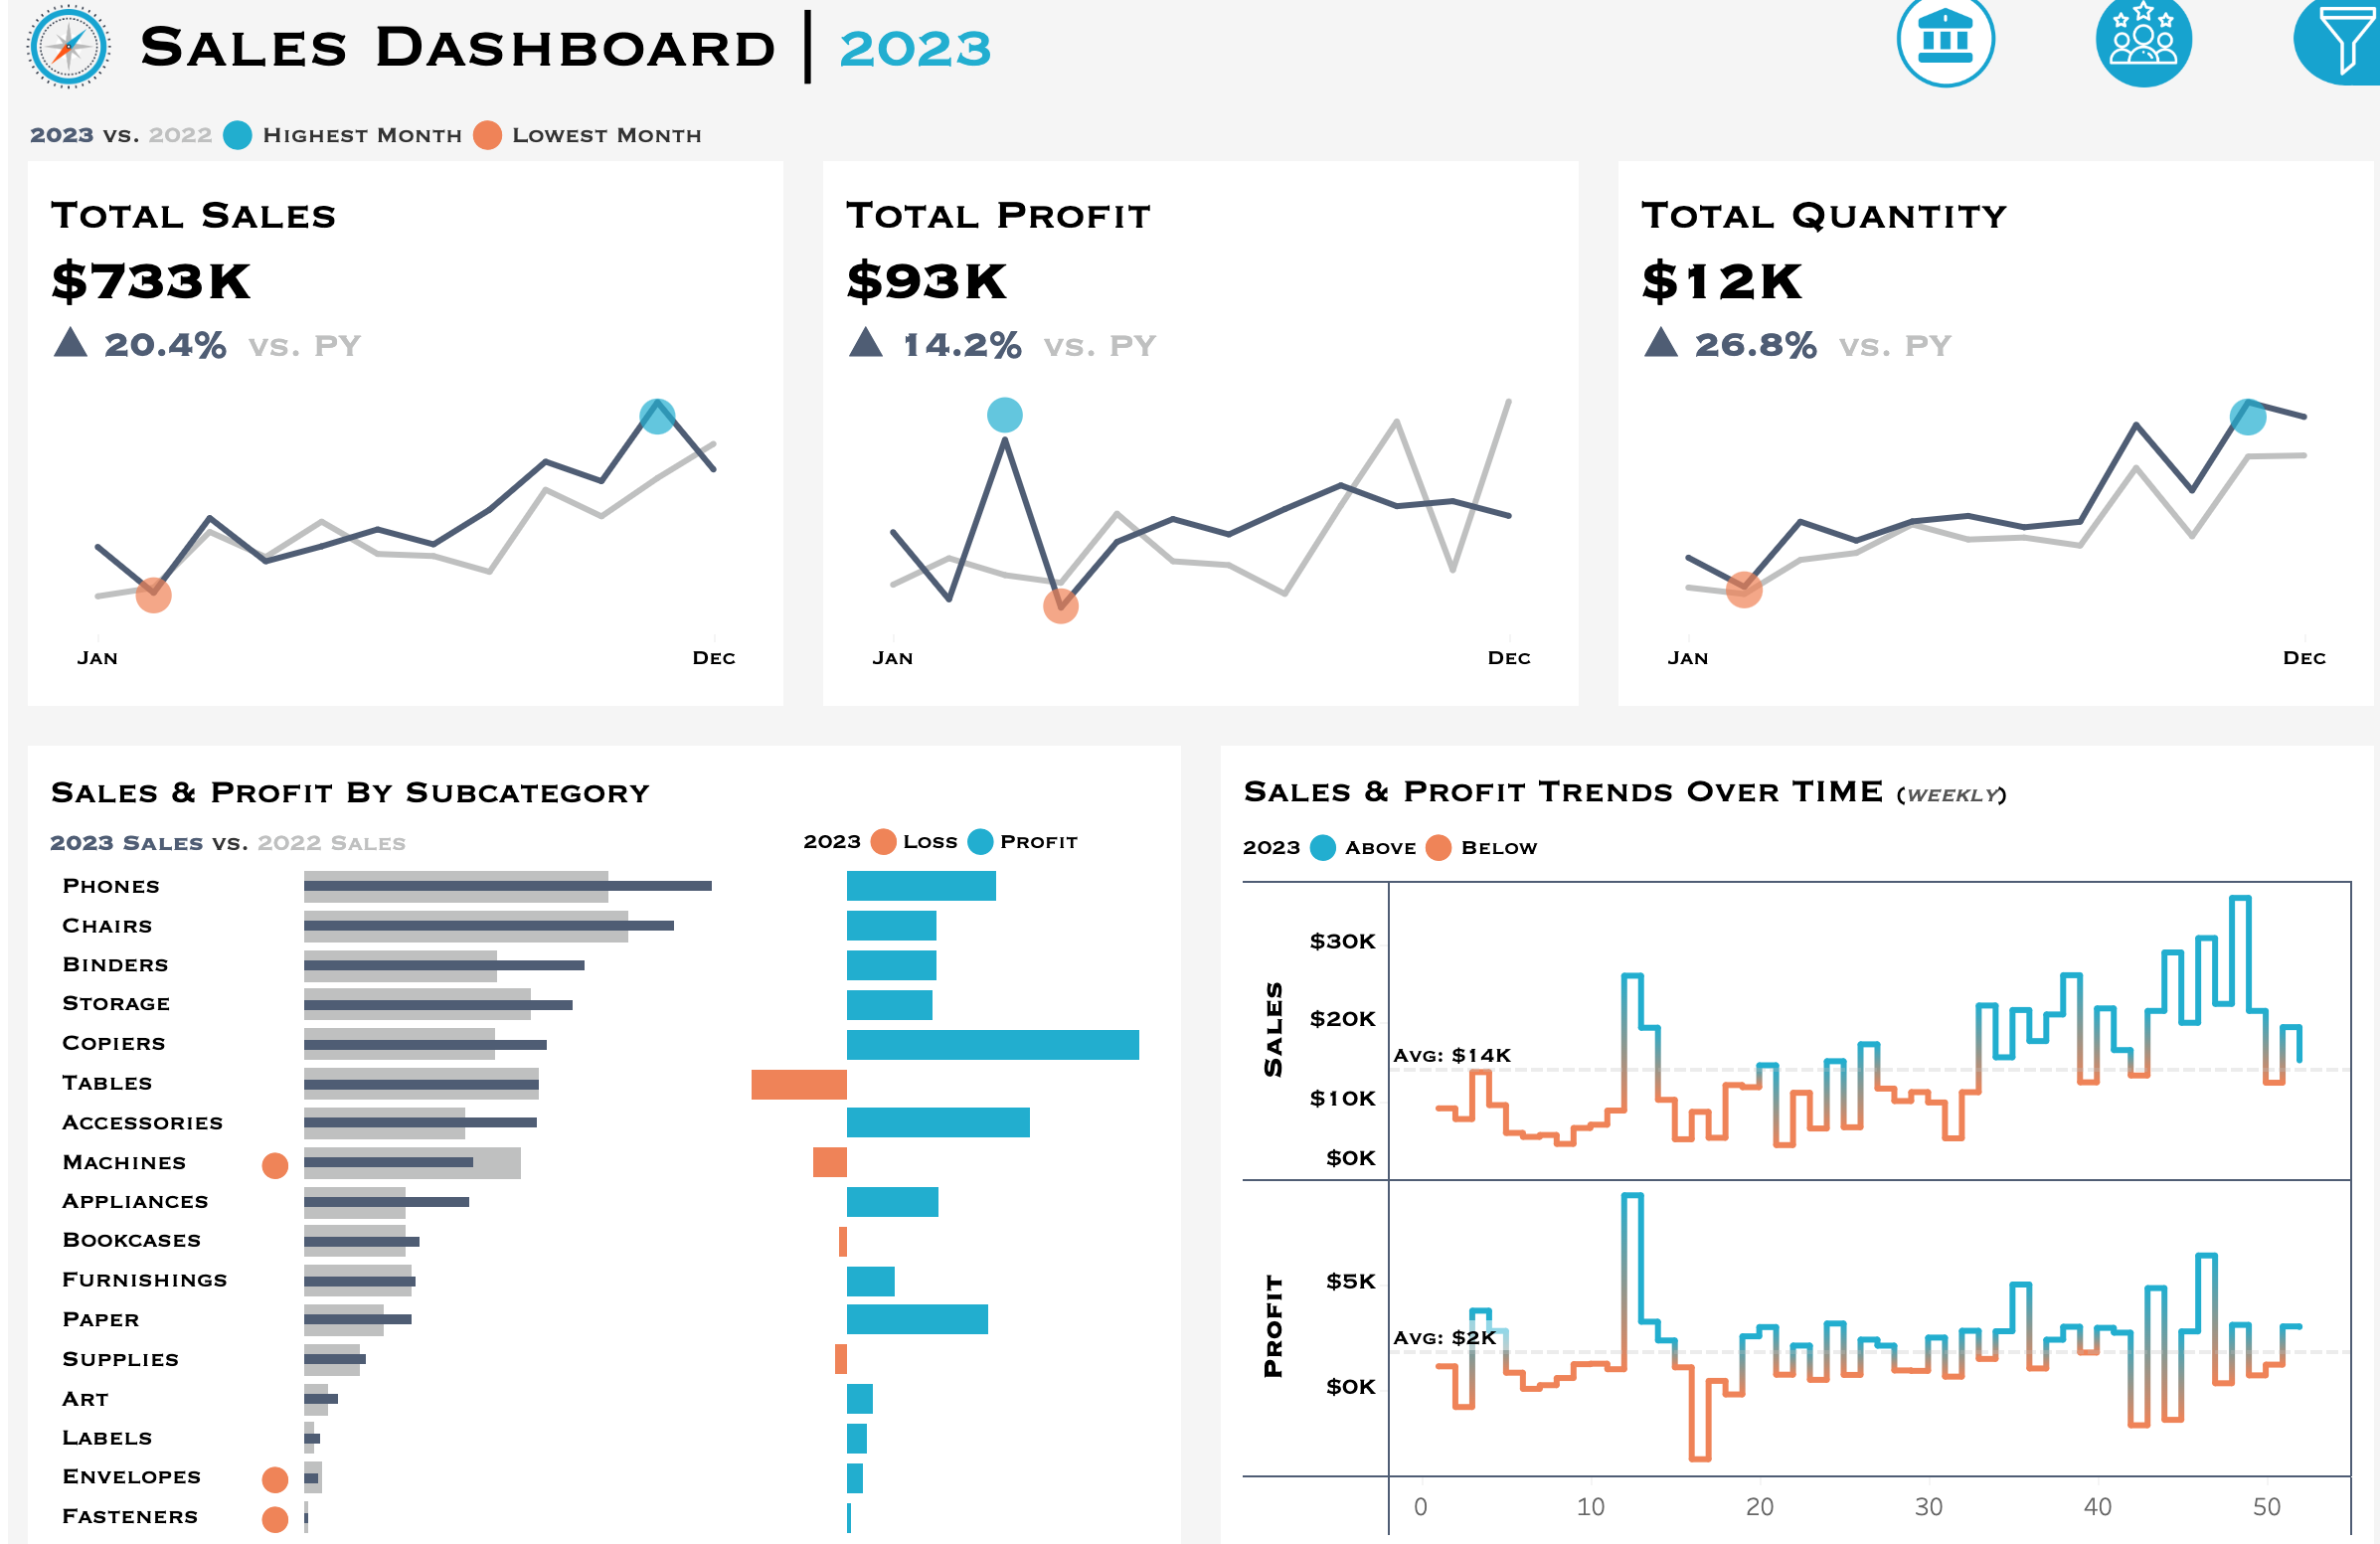 Sales Dashboard | 2023
2023 vs. 2022 Highest Month Lowest Month
Total Sales
$733K
▲ 20.4% vs. PY
Jan Dec
Total Profit
$93K
▲ 14.2% vs. PY
Jan Dec
Total Quantity
$12K
▲ 26.8% vs. PY
Jan Dec
Sales & Profit By Subcategory
2023 Sales vs. 2022 Sales
2023 Loss Profit
Phones
Chairs
Binders
Storage
Copiers
Tables
Accessories
Machines
Appliances
Bookcases
Furnishings
Paper
Supplies
Art
Labels
Envelopes
Fasteners
Sales & Profit Trends Over TIME (weekly)
2023 Above Below
Sales
$30K
$20K
Avg: $14K
$10K
$0K
Profit
$5K
Avg: $2K
$0K
0 10 20 30 40 50